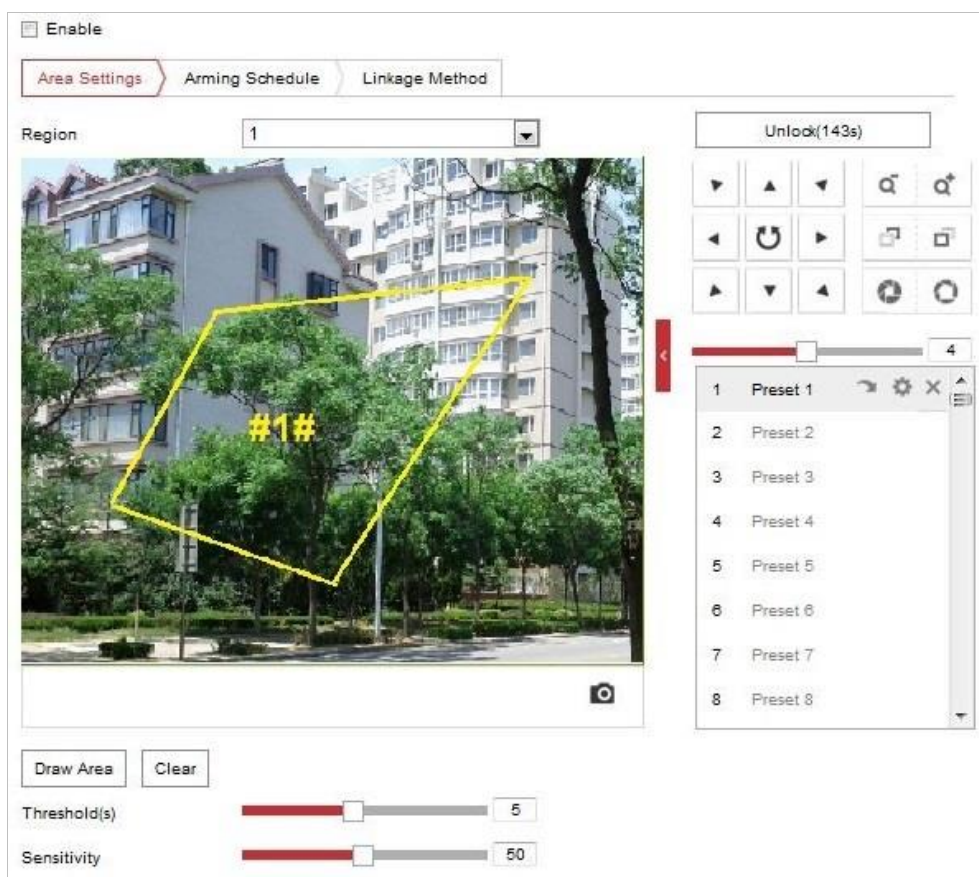 Enable
Area Settings
Arming Schedule
Linkage Method
Region
1
Unlock(143s)
#1#
4
1 Preset 1
2 Preset 2
3 Preset 3
4 Preset 4
5 Preset 5
6 Preset 6
7 Preset 7
8 Preset 8
Draw Area
Clear
Threshold(s)
5
Sensitivity
50